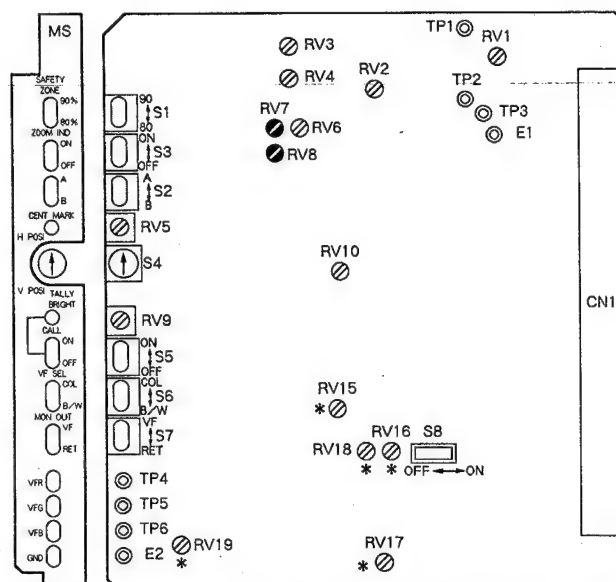 MS
SAFETY
ZONE
90%
80%
ZOOM IND
ON
OFF
A
B
CENT MARK
H POSI
V POSI
TALLY
BRIGHT
CALL
ON
OFF
VF SEL
COL
B/W
MON OUT
VF
RET
VFR
VFG
VFB
GND
90
80
S1
ON
OFF
S3
A
B
S2
RV5
S4
RV9
ON
OFF
S5
COL
B/W
S6
VF
RET
S7
TP4
TP5
TP6
E2
RV19
*
RV3
RV4
RV2
RV7
RV6
RV8
TP1
RV1
TP2
TP3
E1
RV10
CN1
RV15
*
RV18
*
RV16
*
S8
OFF ↔ ON
RV17
*